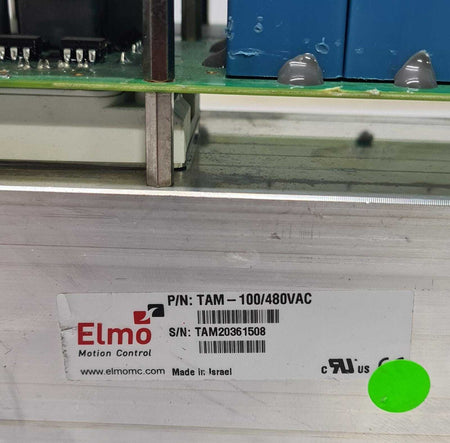 P/N: TAM - 100/480VAC
Elmo
Motion Control
S/N: TAM20361508
www.elmomc.com Made in Israel
c US